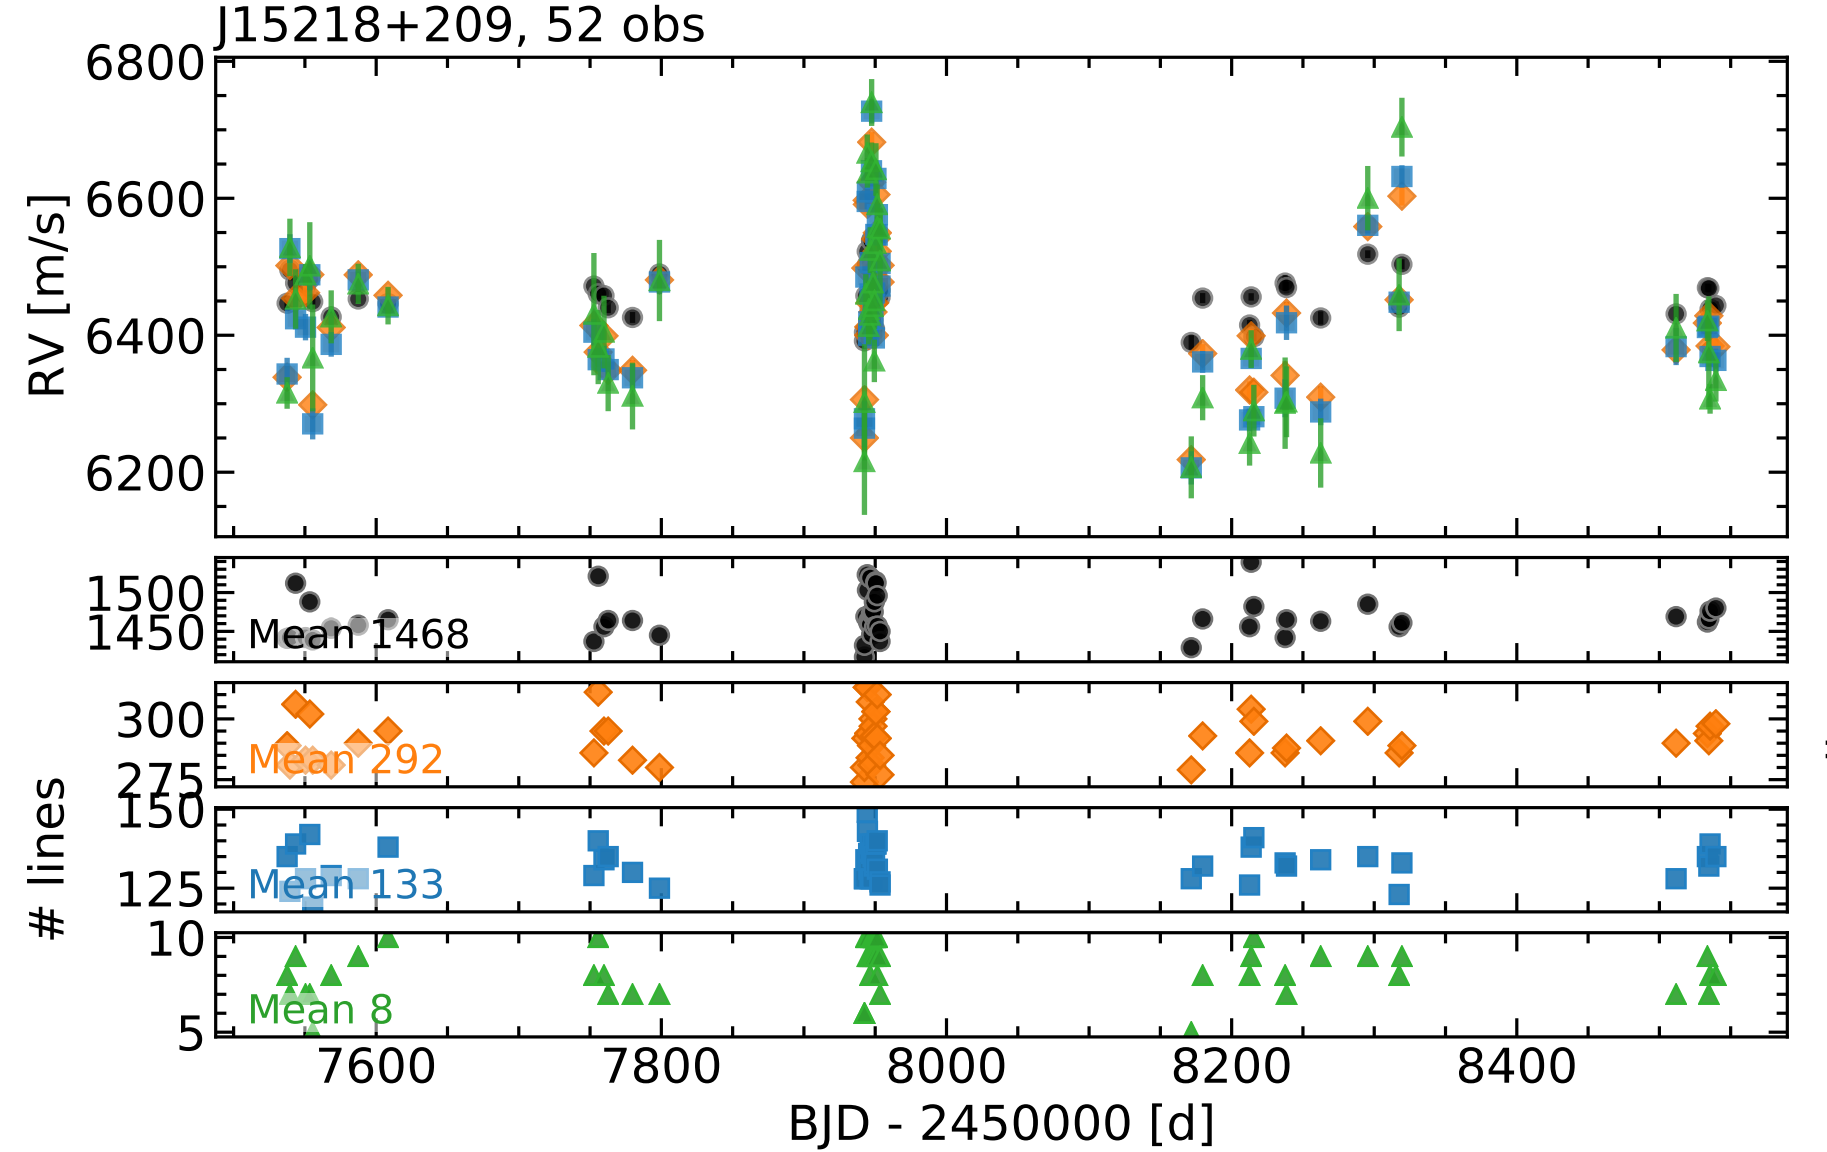 J15218+209, 52 obs
6800
6600
6400
6200
RV [m/s]
1500
1450
Mean 1468
300
275
Mean 292
150
125
Mean 133
10
5
Mean 8
# lines
7600 7800 8000 8200 8400
BJD - 2450000 [d]